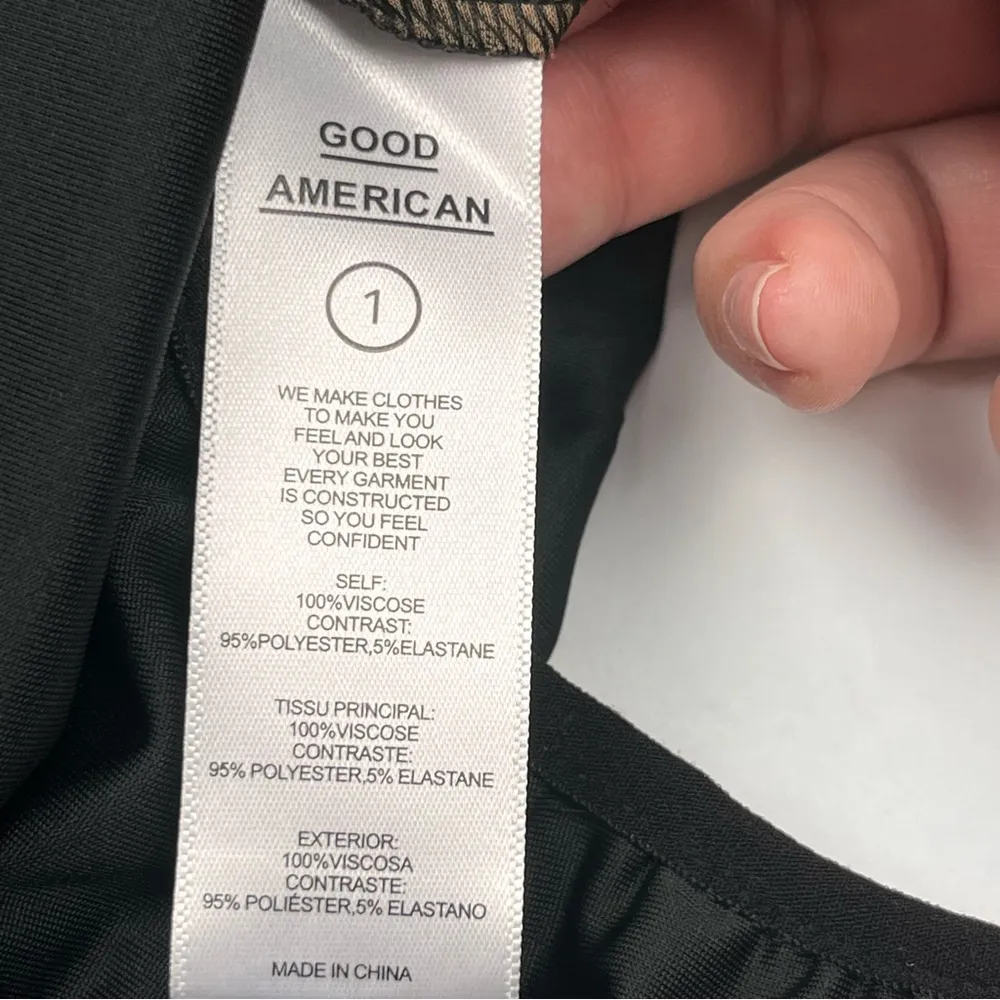 GOOD
AMERICAN
1
WE MAKE CLOTHES
TO MAKE YOU
FEEL AND LOOK
YOUR BEST
EVERY GARMENT
IS CONSTRUCTED
SO YOU FEEL
CONFIDENT
SELF:
100%VISCOSE
CONTRAST:
95%POLYESTER,5%ELASTANE
TISSU PRINCIPAL:
100%VISCOSE
CONTRASTE:
95% POLYESTER,5% ELASTANE
EXTERIOR:
100%VISCOSA
CONTRASTE:
95% POLIÉSTER,5% ELASTANO
MADE IN CHINA